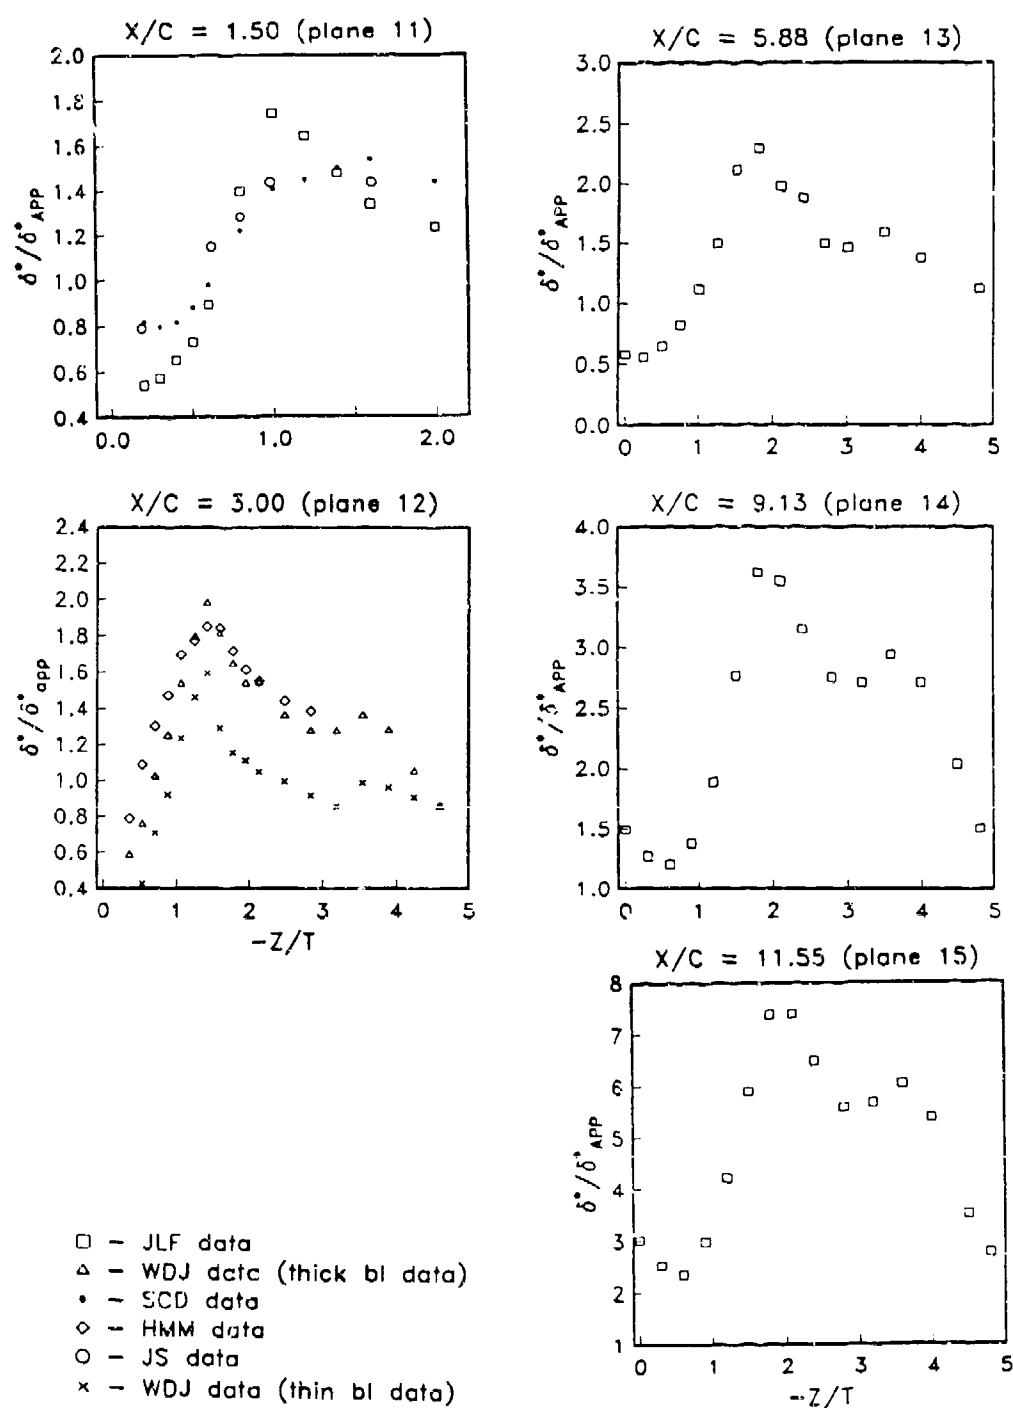 X/C = 1.50 (plane 11)
2.0
1.8
1.6
1.4
1.2
1.0
0.8
0.6
0.4
δ*/δ*APP
0.0 1.0 2.0
X/C = 5.88 (plane 13)
3.0
2.5
2.0
1.5
1.0
0.5
0.0
δ*/δ*APP
0 1 2 3 4 5
X/C = 3.00 (plane 12)
2.4
2.2
2.0
1.8
1.6
1.4
1.2
1.0
0.8
0.6
0.4
δ*/δ*app
0 1 2 3 4 5
-Z/T
X/C = 9.13 (plane 14)
4.0
3.5
3.0
2.5
2.0
1.5
1.0
δ*/δ*APP
0 1 2 3 4 5
X/C = 11.55 (plane 15)
8
7
6
5
4
3
2
1
δ*/δ*APP
0 1 2 3 4 5
-Z/T
□ - JLF data
△ - WDJ dctc (thick bl data)
• - SCD data
◇ - HMM data
○ - JS data
× - WDJ data (thin bl data)